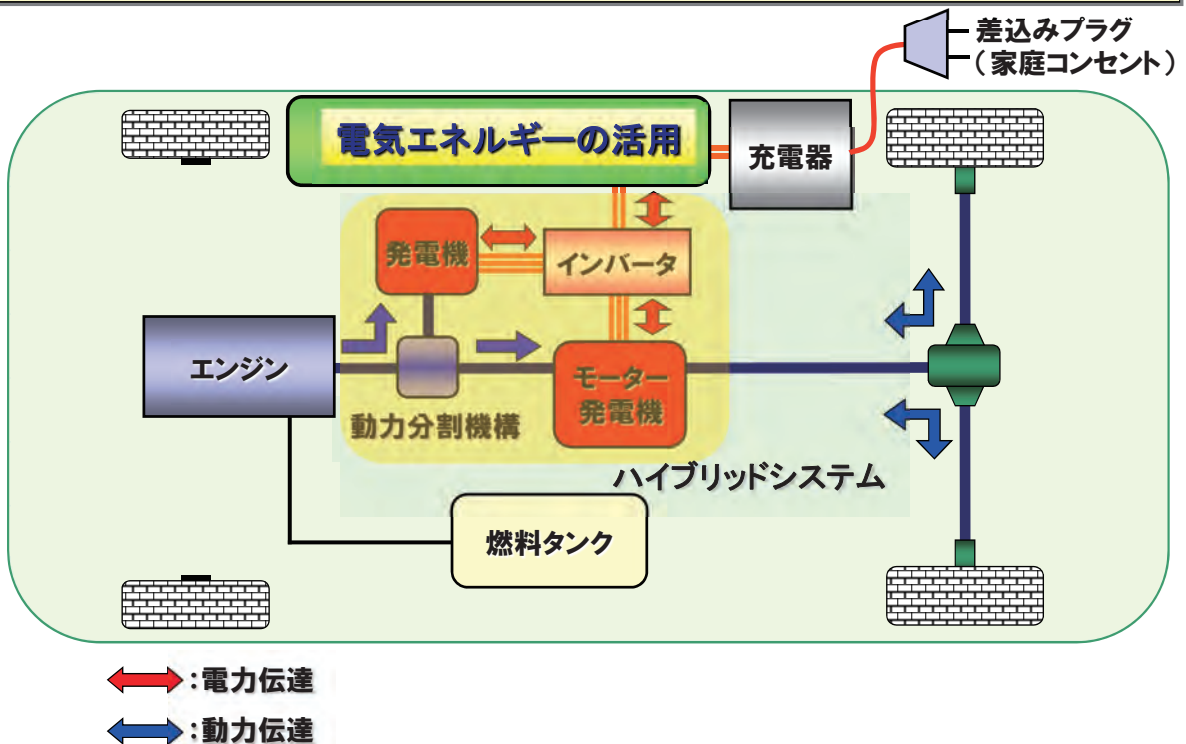 差込みプラグ
(家庭コンセント)
電気エネルギーの活用
充電器
発電機
インバータ
エンジン
モーター
発電機
動力分割機構
ハイブリッドシステム
燃料タンク
:電力伝達
:動力伝達